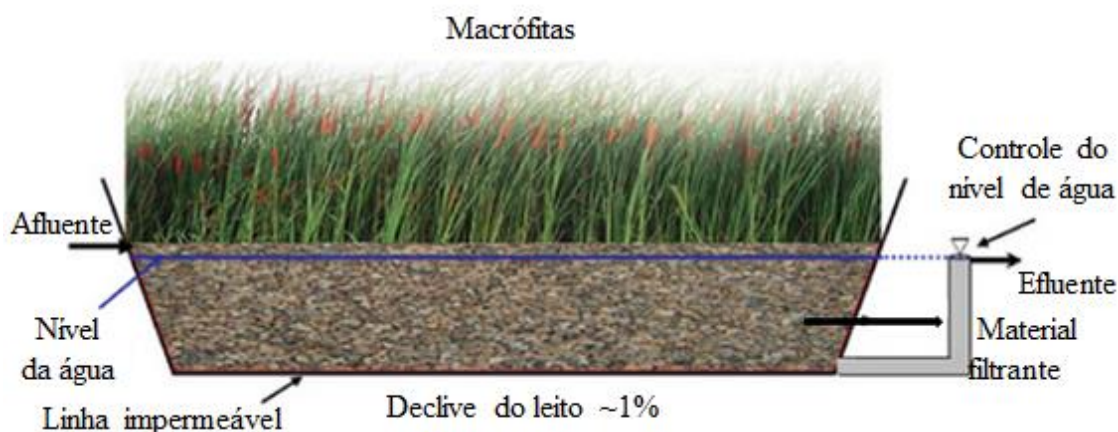 Macrófitas
Controle do
nível de água
Afluente
Efluente
Nível
da água
Material
filtrante
Linha impermeável
Declive do leito ~1%